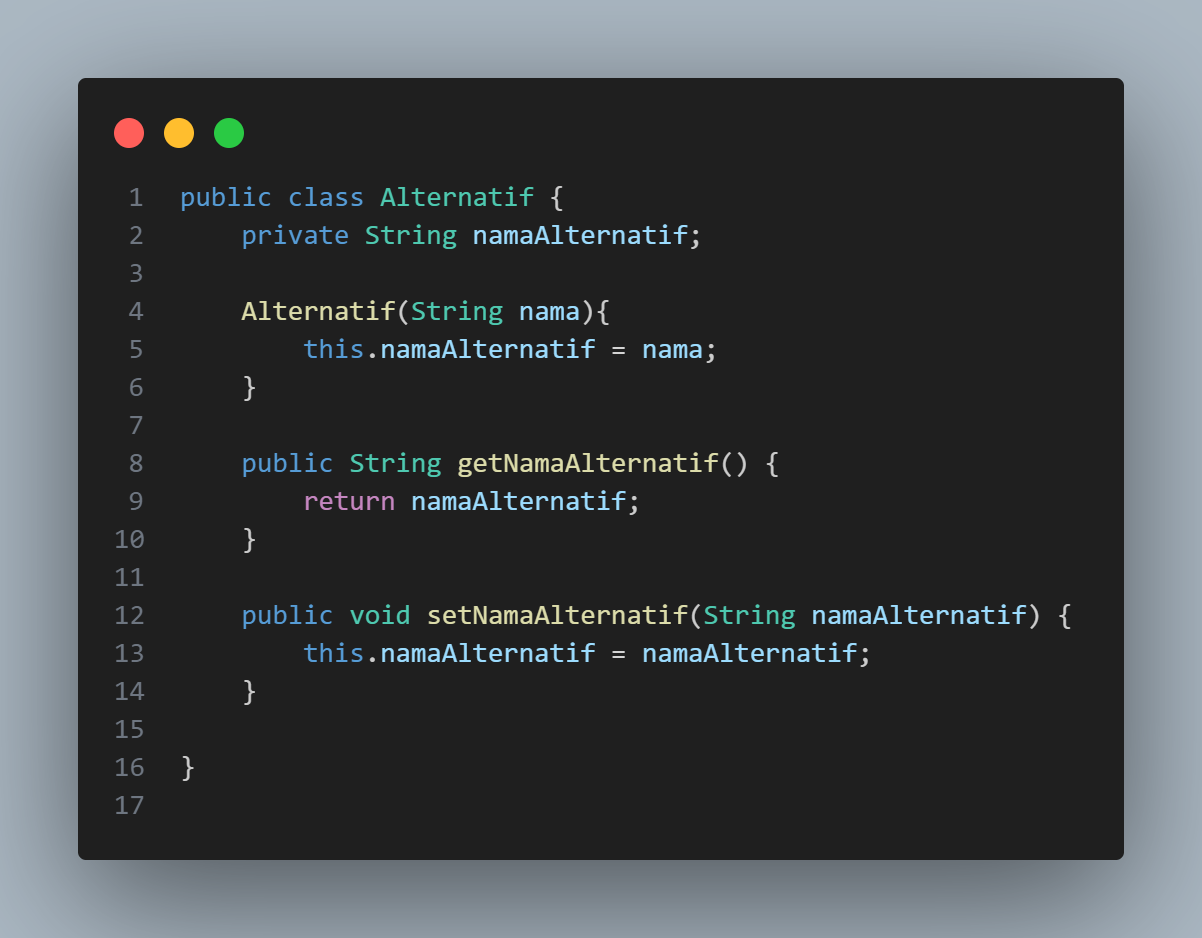 1 public class Alternatif {
2     private String namaAlternatif;
3
4     Alternatif(String nama){
5         this.namaAlternatif = nama;
6     }
7
8     public String getNamaAlternatif() {
9         return namaAlternatif;
10     }
11
12     public void setNamaAlternatif(String namaAlternatif) {
13         this.namaAlternatif = namaAlternatif;
14     }
15
16 }
17